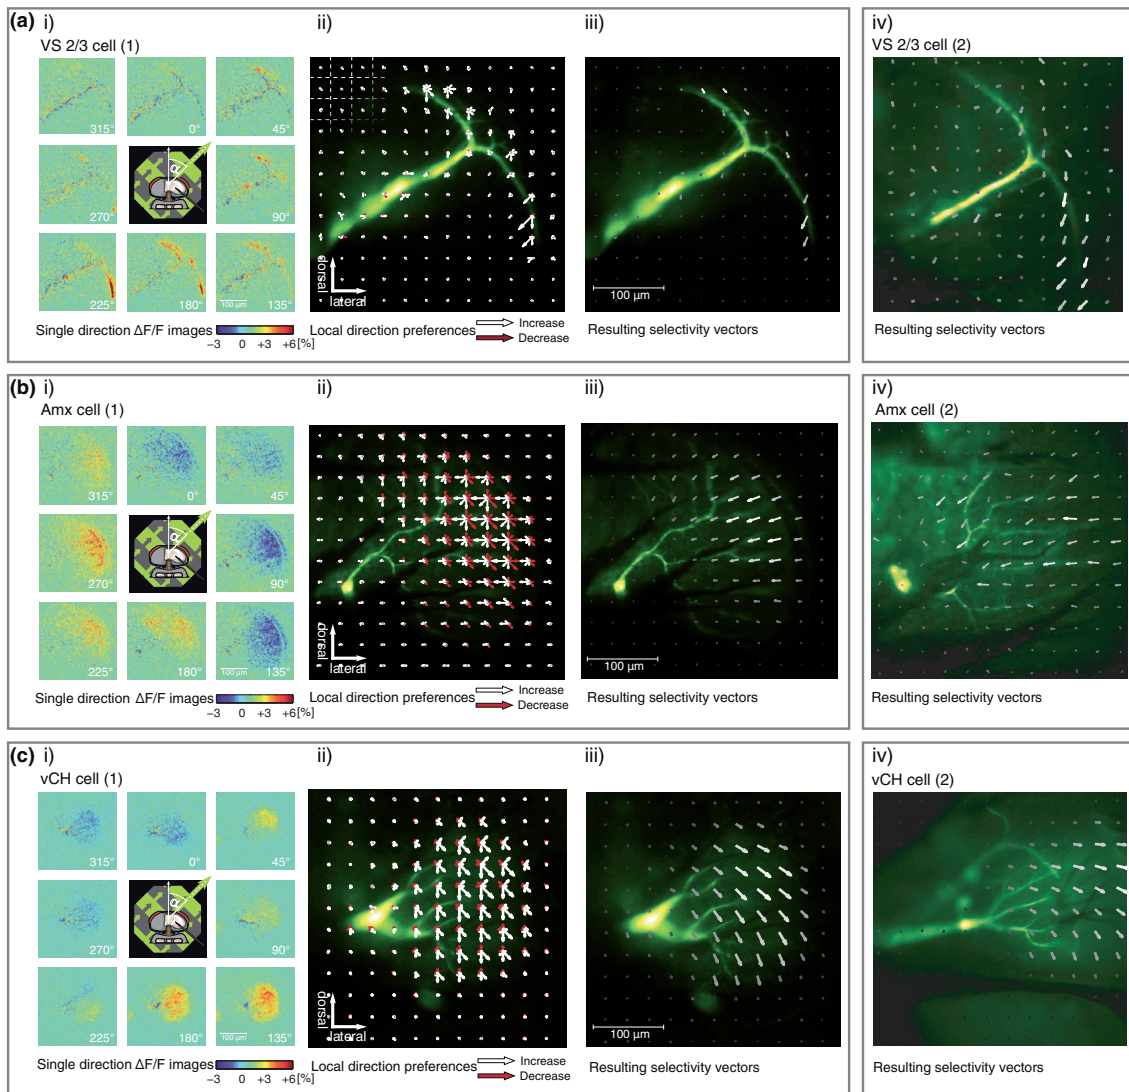 (a) i) ii) iii) iv)
VS 2/3 cell (1)
VS 2/3 cell (2)
315° 0° 45°
α
270° 90°
225° 180° 100 µm 135°
dorsal
lateral
100 µm
Single direction ΔF/F images
−3 0 +3 +6[%]
Local direction preferences
Increase
Decrease
Resulting selectivity vectors
Resulting selectivity vectors
(b) i) ii) iii) iv)
Amx cell (1)
Amx cell (2)
315° 0° 45°
α
270° 90°
225° 180° 100 µm 135°
dorsal
lateral
100 µm
Single direction ΔF/F images
−3 0 +3 +6[%]
Local direction preferences
Increase
Decrease
Resulting selectivity vectors
Resulting selectivity vectors
(c) i) ii) iii) iv)
vCH cell (1)
vCH cell (2)
315° 0° 45°
α
270° 90°
225° 180° 100 µm 135°
dorsal
lateral
100 µm
Single direction ΔF/F images
−3 0 +3 +6[%]
Local direction preferences
Increase
Decrease
Resulting selectivity vectors
Resulting selectivity vectors